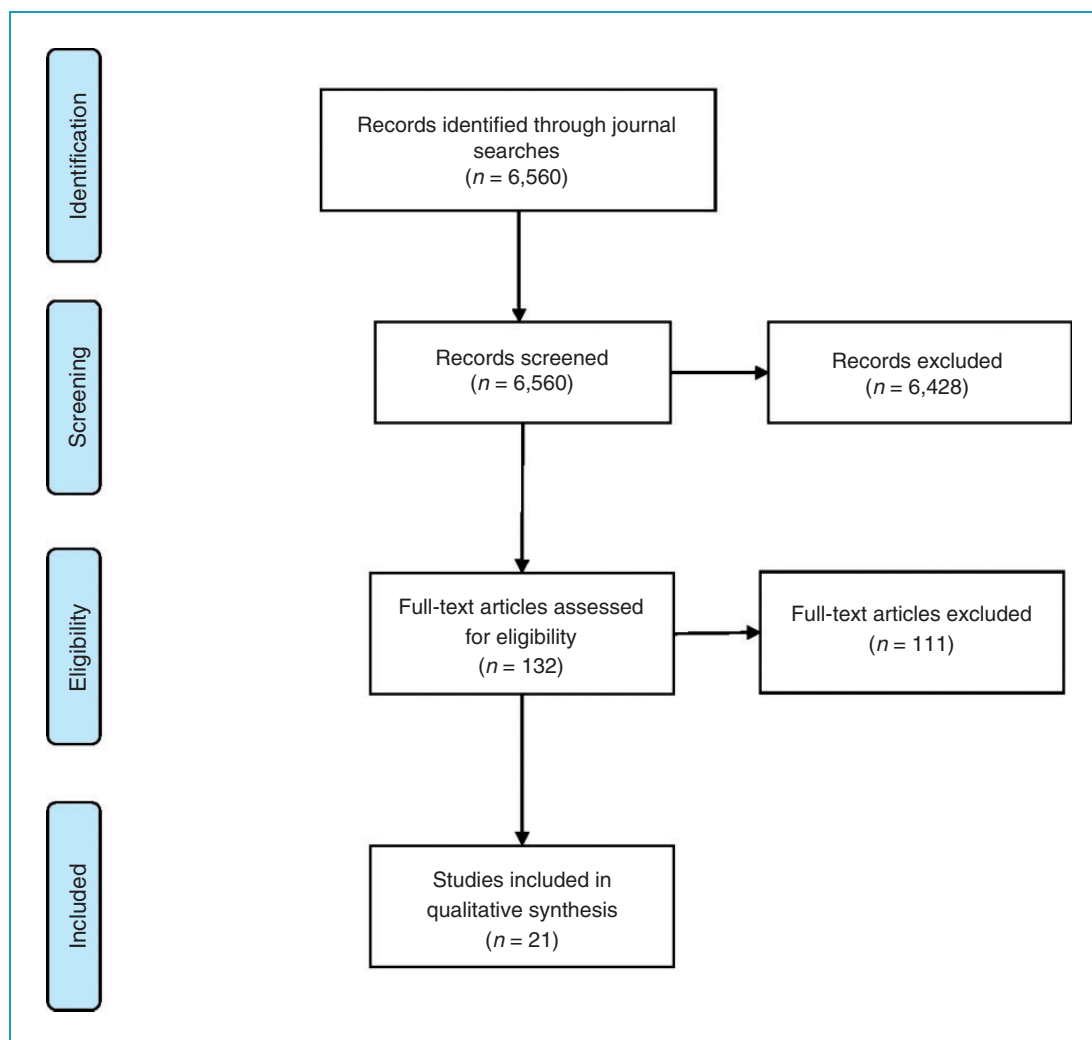 Identification
Records identified through journal
searches
(n = 6,560)
Screening
Records screened
(n = 6,560)
Records excluded
(n = 6,428)
Eligibility
Full-text articles assessed
for eligibility
(n = 132)
Full-text articles excluded
(n = 111)
Included
Studies included in
qualitative synthesis
(n = 21)